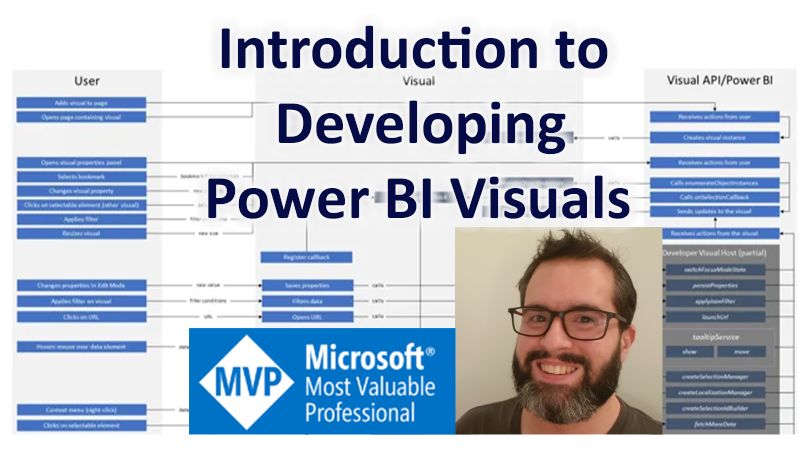 Introduction to
Developing
Power BI Visuals
User
Visual
Visual API/Power BI
Adds visual to page
Opens page containing visual
Receives actions from user
calls
Creates visual instance
Opens visual properties panel
Receives actions from user
Selects bookmark
Changes visual property
Calls enumerateObjectInstances
Clicks on selectable element (other visual)
Calls onSelectionCallback
Applies filter
Sends updates to the visual
Resizes visual
new size
Receives actions from the visual
Register callback
Developer Visual Host (partial)
switchFocusModeState
Changes properties in Edit Mode
new value
Saves properties
calls
persistProperties
Applies filter on visual
filter conditions
Filters data
calls
applyJsonFilter
Clicks on URL
URL
Opens URL
calls
launchUrl
tooltipService
Hovers mouse over data element
show
move
Microsoft®
MVP
Most Valuable
Professional
createSelectionManager
createLocalizationManager
Context menu (right-click)
createSelectionIdBuilder
Clicks on selectable element
fetchMoreData